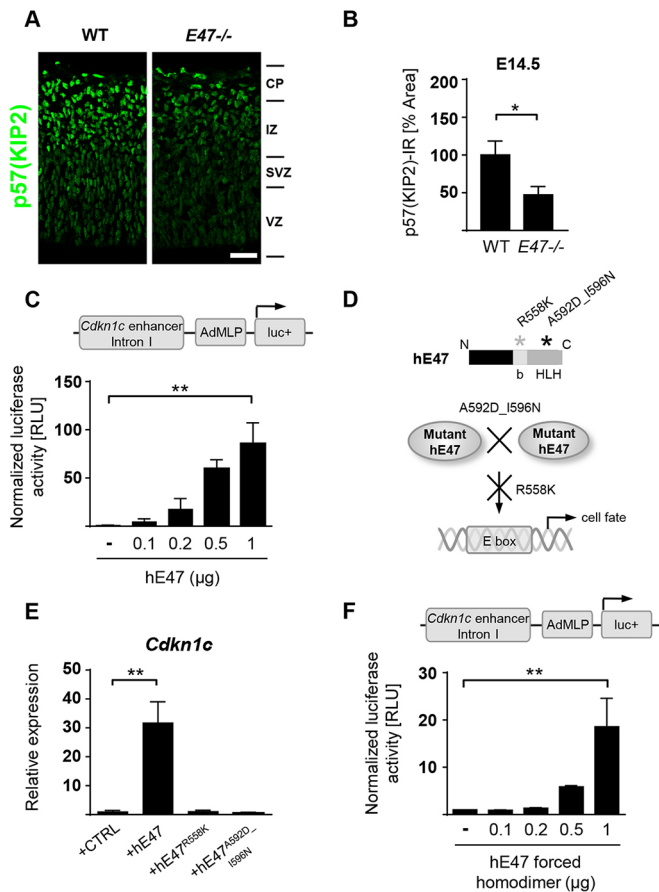 A
WT
E47-/-
p57(KIP2)
CP
IZ
SVZ
VZ
B
E14.5
p57(KIP2)-IR [% Area]
200
150
100
50
*
WT
E47-/-
C
Cdkn1c enhancer
Intron I
AdMLP
luc+
Normalized luciferase
activity [RLU]
150
100
50
0
**
- 0.1 0.2 0.5 1
hE47 (µg)
D
R558K
A592D_I596N
* *
N
C
hE47
b
HLH
A592D_I596N
Mutant
hE47
Mutant
hE47
R558K
cell fate
E box
E
Cdkn1c
Relative expression
50
40
30
20
10
**
+CTRL
+hE47
+hE47R558K
+hE47A592D_
I596N
F
Cdkn1c enhancer
Intron I
AdMLP
luc+
Normalized luciferase
activity [RLU]
30
20
10
**
- 0.1 0.2 0.5 1
hE47 forced
homodimer (µg)